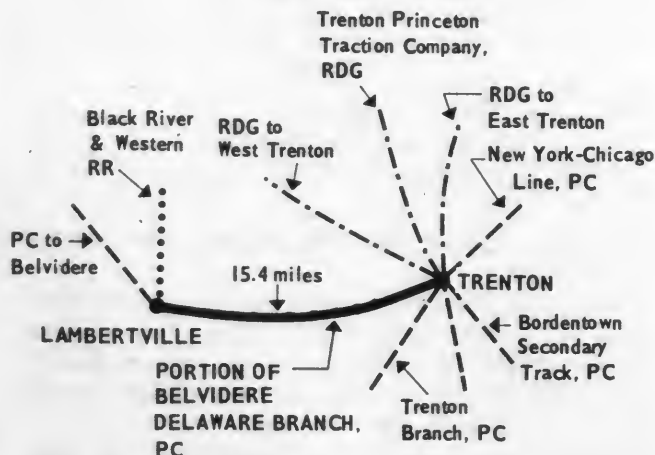 Trenton Princeton
Traction Company,
RDG
RDG to
East Trenton
Black River
& Western
RR
RDG to
West Trenton
New York-Chicago
Line, PC
PC to
Belvidere
15.4 miles
TRENTON
LAMBERTVILLE
PORTION OF
BELVIDERE
DELAWARE BRANCH,
PC
Trenton
Branch, PC
Bordentown
Secondary
Track, PC